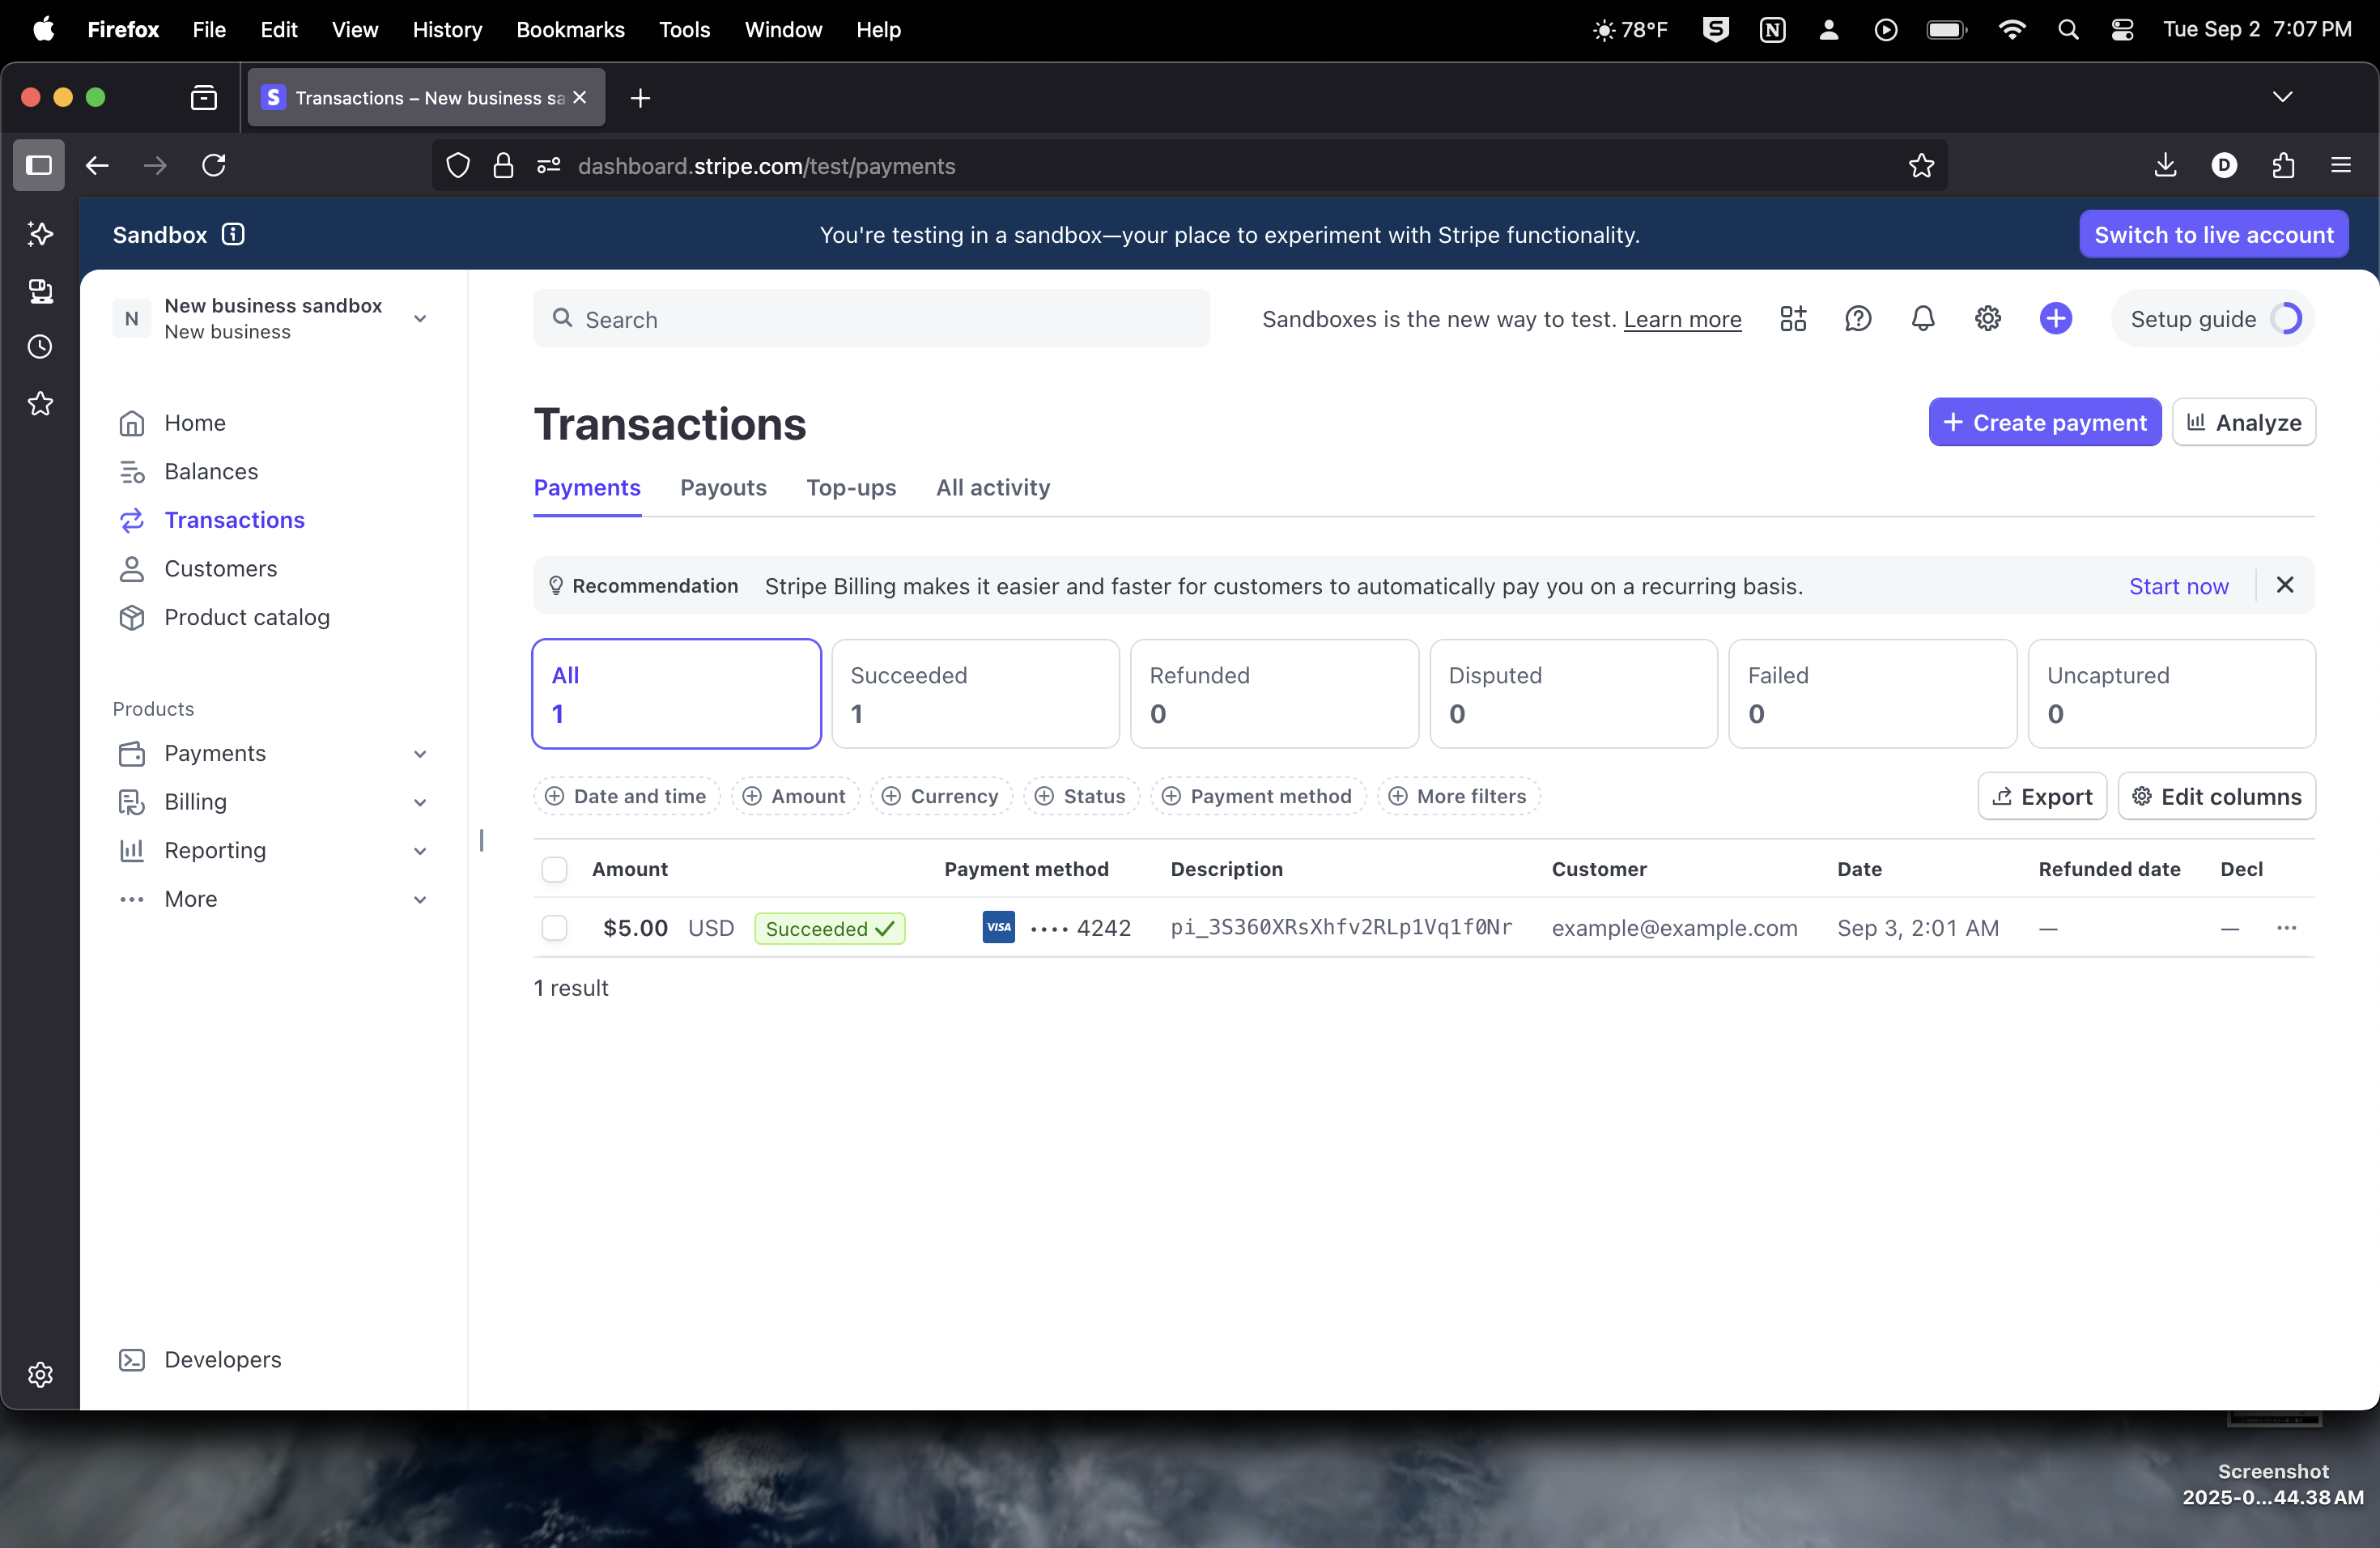 Firefox File Edit View History Bookmarks Tools Window Help 78°F Tue Sep 2 7:07 PM
Transactions – New business sa
dashboard.stripe.com/test/payments
Sandbox You're testing in a sandbox—your place to experiment with Stripe functionality. Switch to live account
N New business sandbox
New business
Search Sandboxes is the new way to test. Learn more Setup guide
Home
Balances
Transactions
Customers
Product catalog
Products
Payments
Billing
Reporting
More
Developers
Transactions
Create payment Analyze
Payments Payouts Top-ups All activity
Recommendation Stripe Billing makes it easier and faster for customers to automatically pay you on a recurring basis. Start now
All Succeeded Refunded Disputed Failed Uncaptured
1 1 0 0 0 0
Date and time Amount Currency Status Payment method More filters Export Edit columns
Amount Payment method Description Customer Date Refunded date Decl
$5.00 USD Succeeded VISA •••• 4242 pi_3S360XRsXhfv2RLp1Vq1f0Nr example@example.com Sep 3, 2:01 AM — — •••
1 result
Screenshot
2025-0...44.38 AM